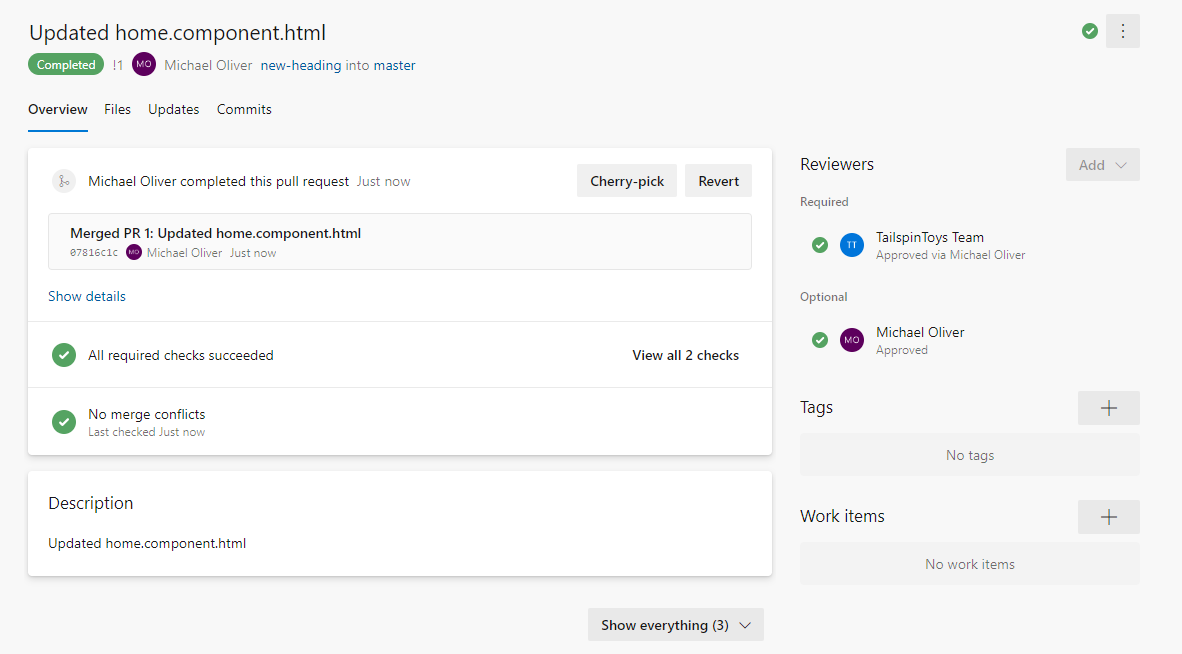 Updated home.component.html
Completed !1 MO Michael Oliver new-heading into master
Overview Files Updates Commits
Michael Oliver completed this pull request Just now Cherry-pick Revert
Merged PR 1: Updated home.component.html
07816c1c MO Michael Oliver Just now
Show details
All required checks succeeded View all 2 checks
No merge conflicts
Last checked Just now
Description
Updated home.component.html
Show everything (3)
Reviewers Add
Required
TT TailspinToys Team
Approved via Michael Oliver
Optional
MO Michael Oliver
Approved
Tags
No tags
Work items
No work items